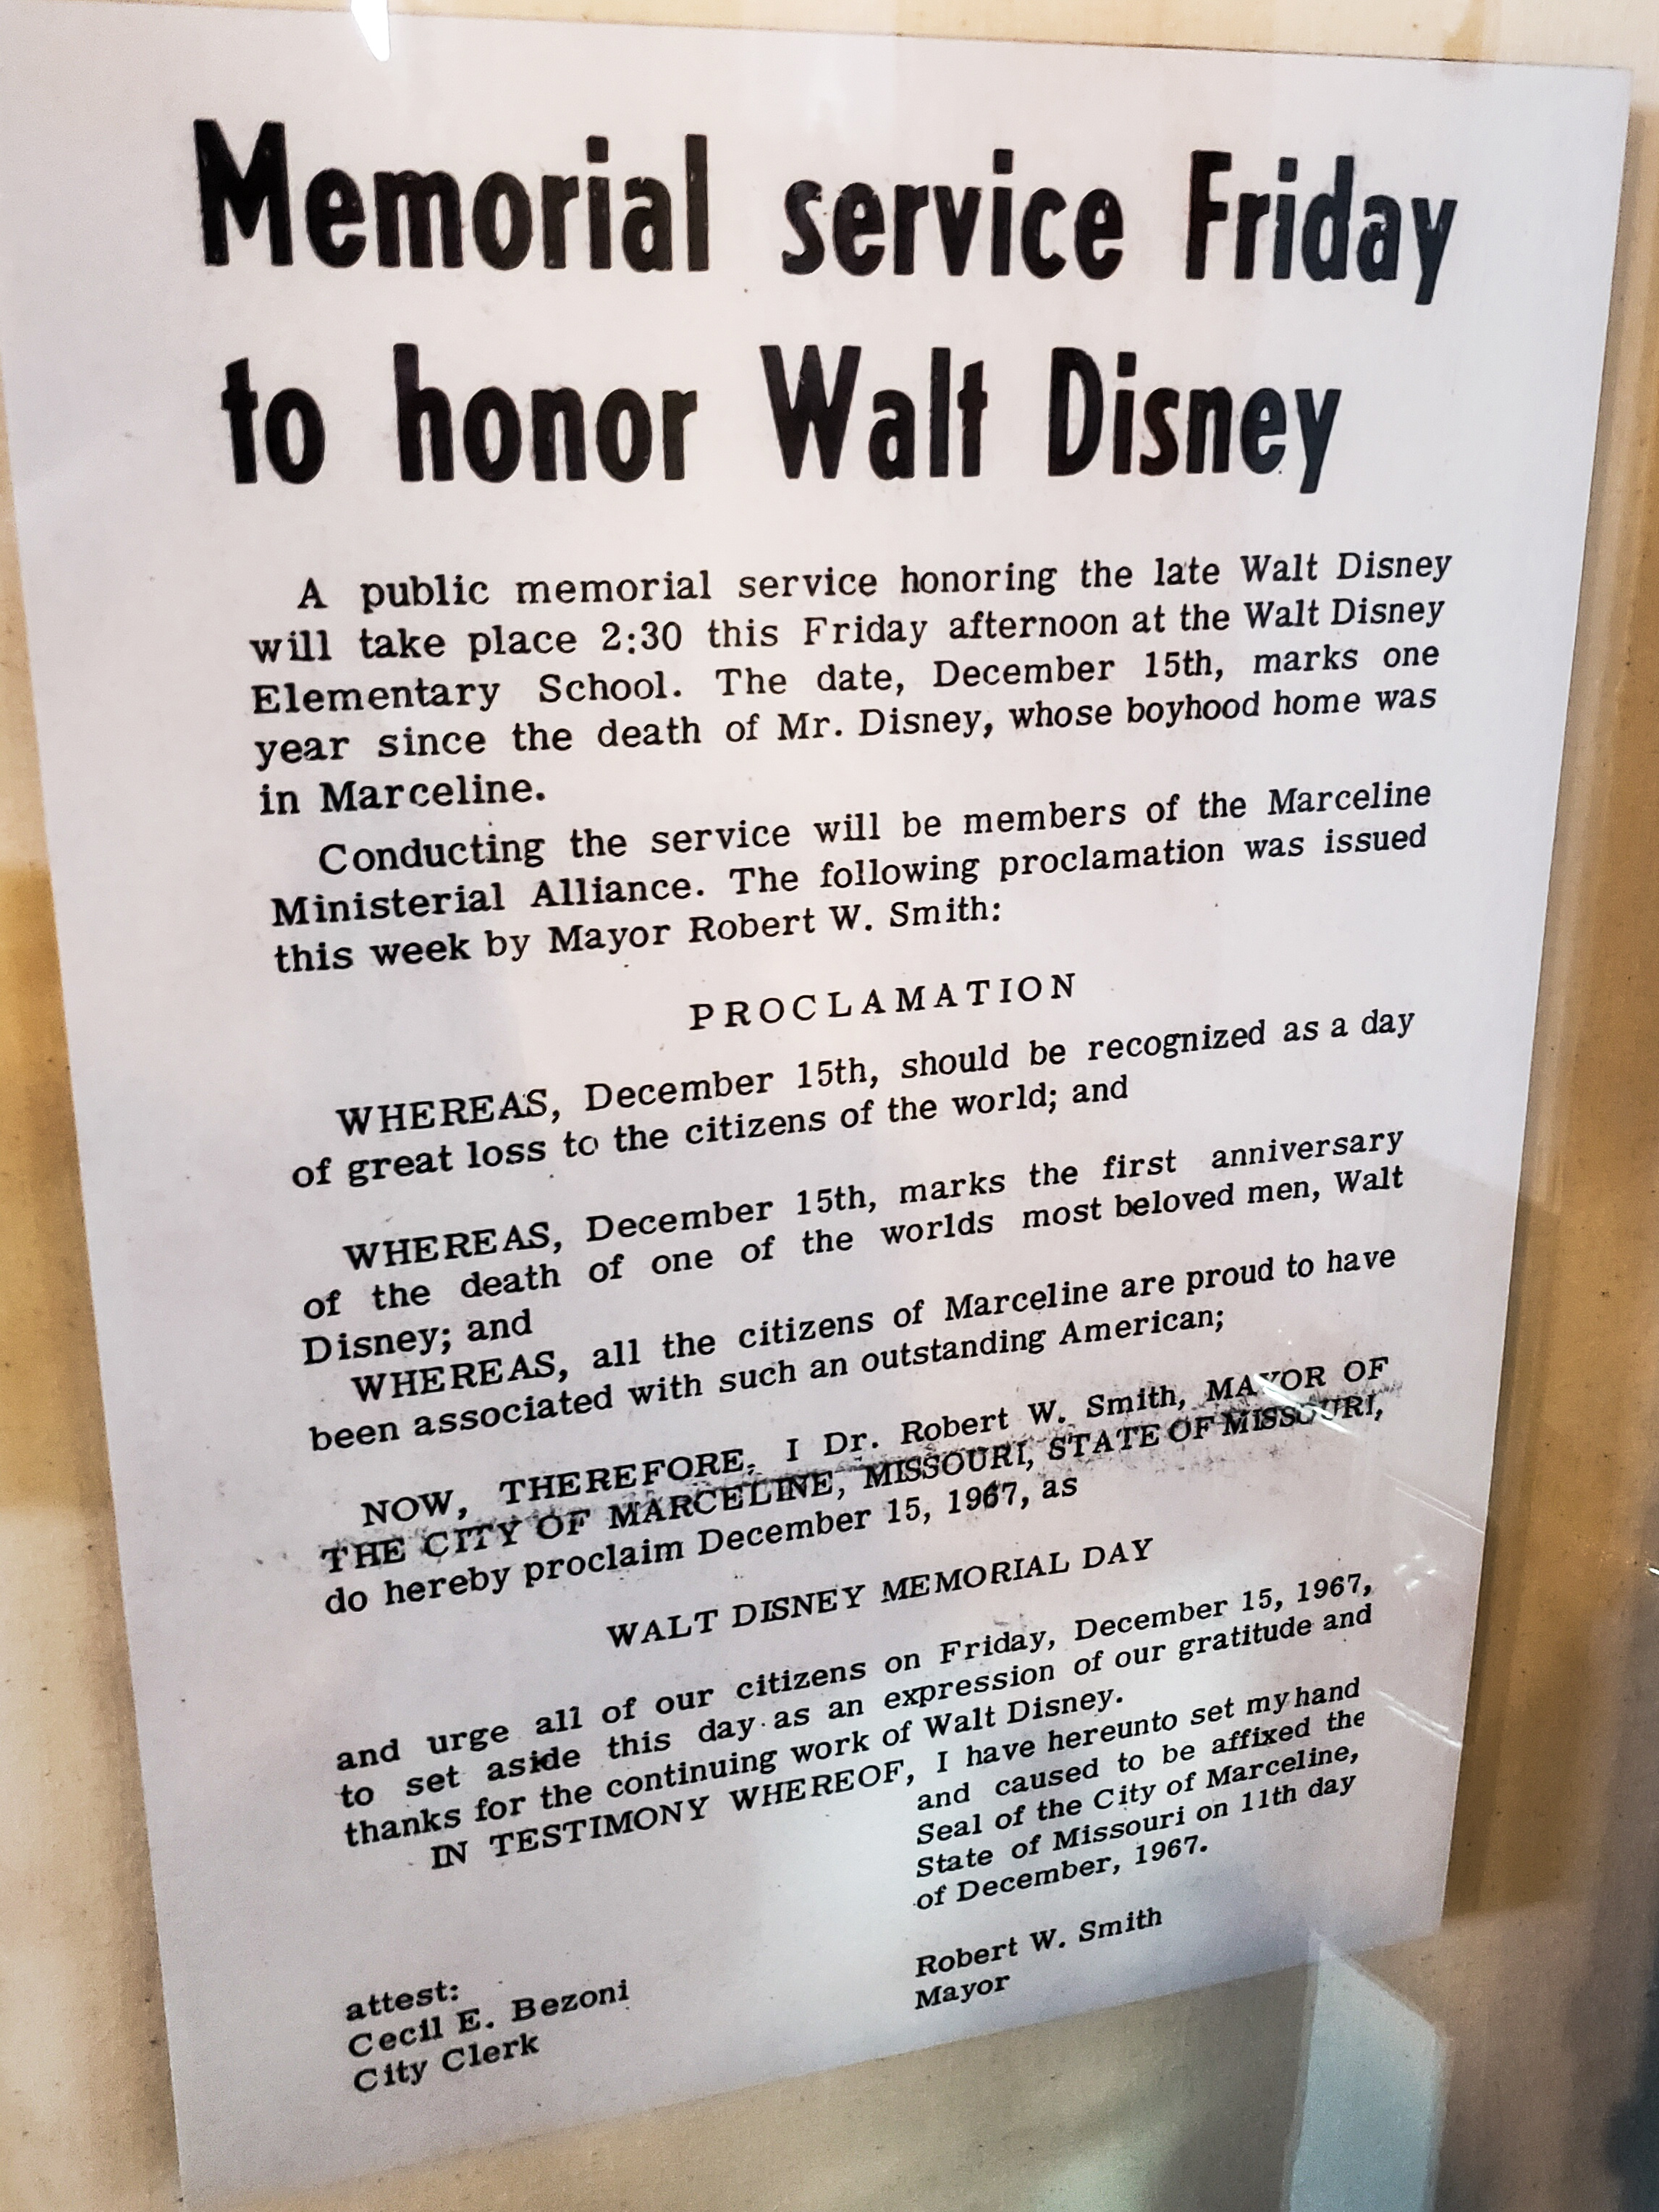 Memorial service Friday
to honor Walt Disney
A public memorial service honoring the late Walt Disney
will take place 2:30 this Friday afternoon at the Walt Disney
Elementary School. The date, December 15th, marks one
year since the death of Mr. Disney, whose boyhood home was
in Marceline.
Conducting the service will be members of the Marceline
Ministerial Alliance. The following proclamation was issued
this week by Mayor Robert W. Smith:
PROCLAMATION
WHEREAS, December 15th, should be recognized as a day
of great loss to the citizens of the world; and
WHEREAS, December 15th, marks the first anniversary
of the death of one of the worlds most beloved men, Walt
Disney; and
WHEREAS, all the citizens of Marceline are proud to have
been associated with such an outstanding American;
NOW, THEREFORE, I Dr. Robert W. Smith, MAYOR OF
THE CITY OF MARCELINE, MISSOURI, STATE OF MISSOURI,
do hereby proclaim December 15, 1967, as
WALT DISNEY MEMORIAL DAY
and urge all of our citizens on Friday, December 15, 1967,
to set aside this day as an expression of our gratitude and
thanks for the continuing work of Walt Disney.
IN TESTIMONY WHEREOF, I have hereunto set my hand
and caused to be affixed the
Seal of the City of Marceline,
State of Missouri on 11th day
of December, 1967.
Robert W. Smith
Mayor
attest:
Cecil E. Bezoni
City Clerk